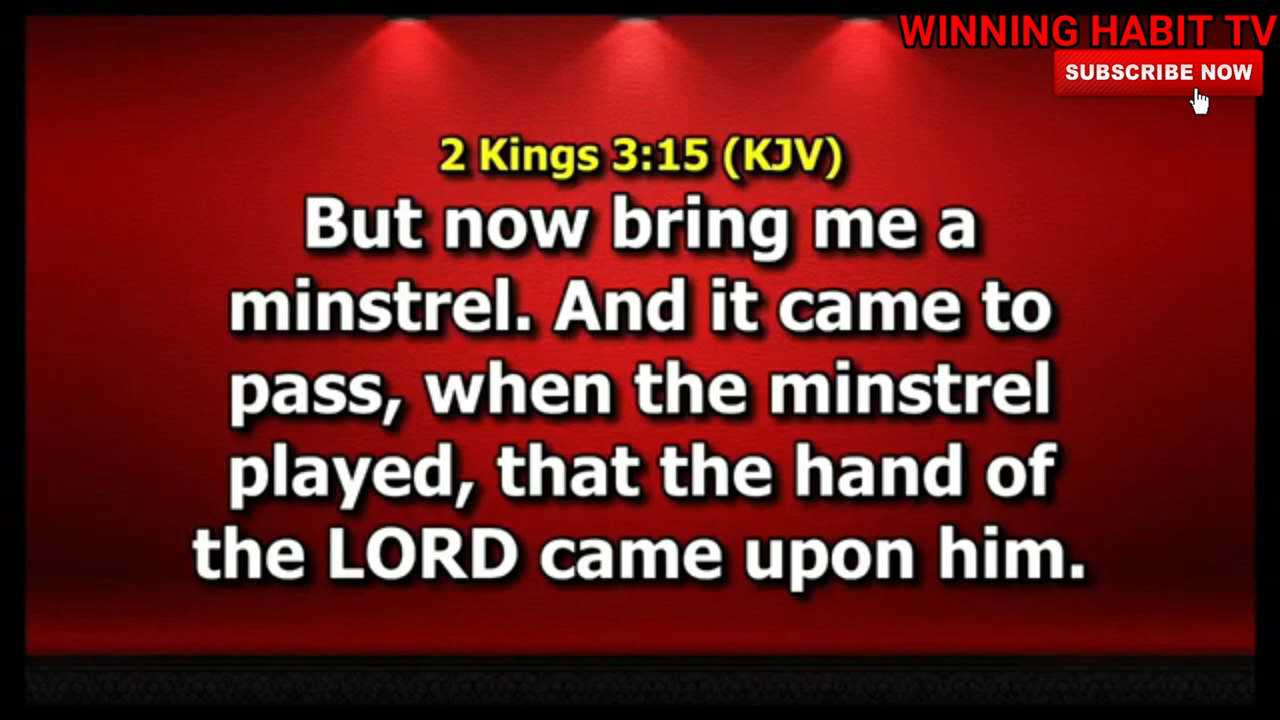 WINNING HABIT TV
SUBSCRIBE NOW
2 Kings 3:15 (KJV)
But now bring me a
minstrel. And it came to
pass, when the minstrel
played, that the hand of
the LORD came upon him.